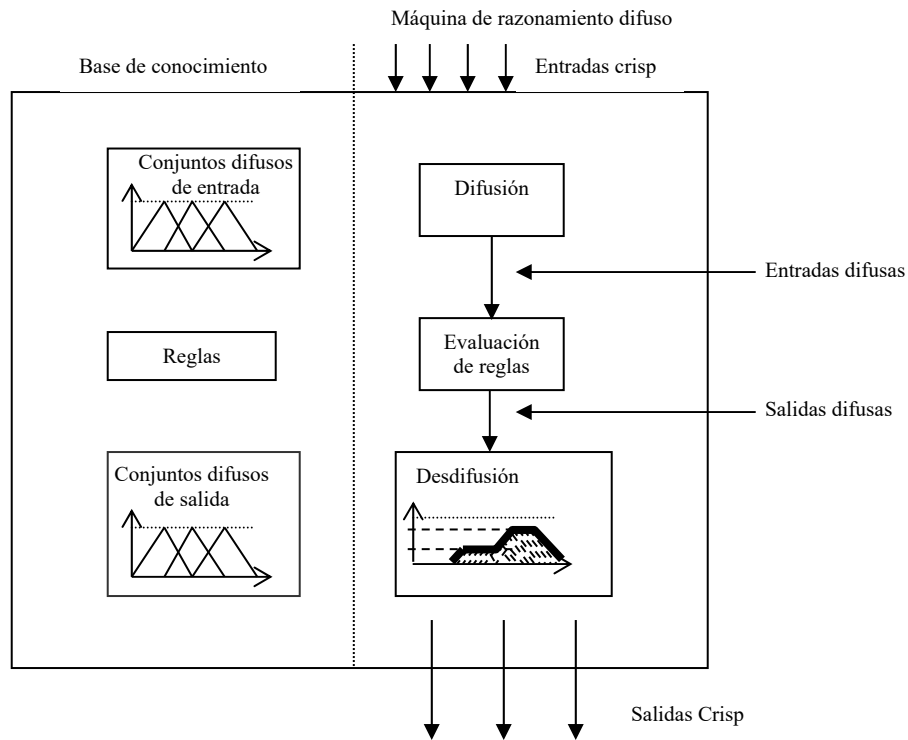 Máquina de razonamiento difuso
Base de conocimiento
Entradas crisp
Conjuntos difusos
de entrada
Difusión
Entradas difusas
Reglas
Evaluación
de reglas
Salidas difusas
Conjuntos difusos
de salida
Desdifusión
Salidas Crisp